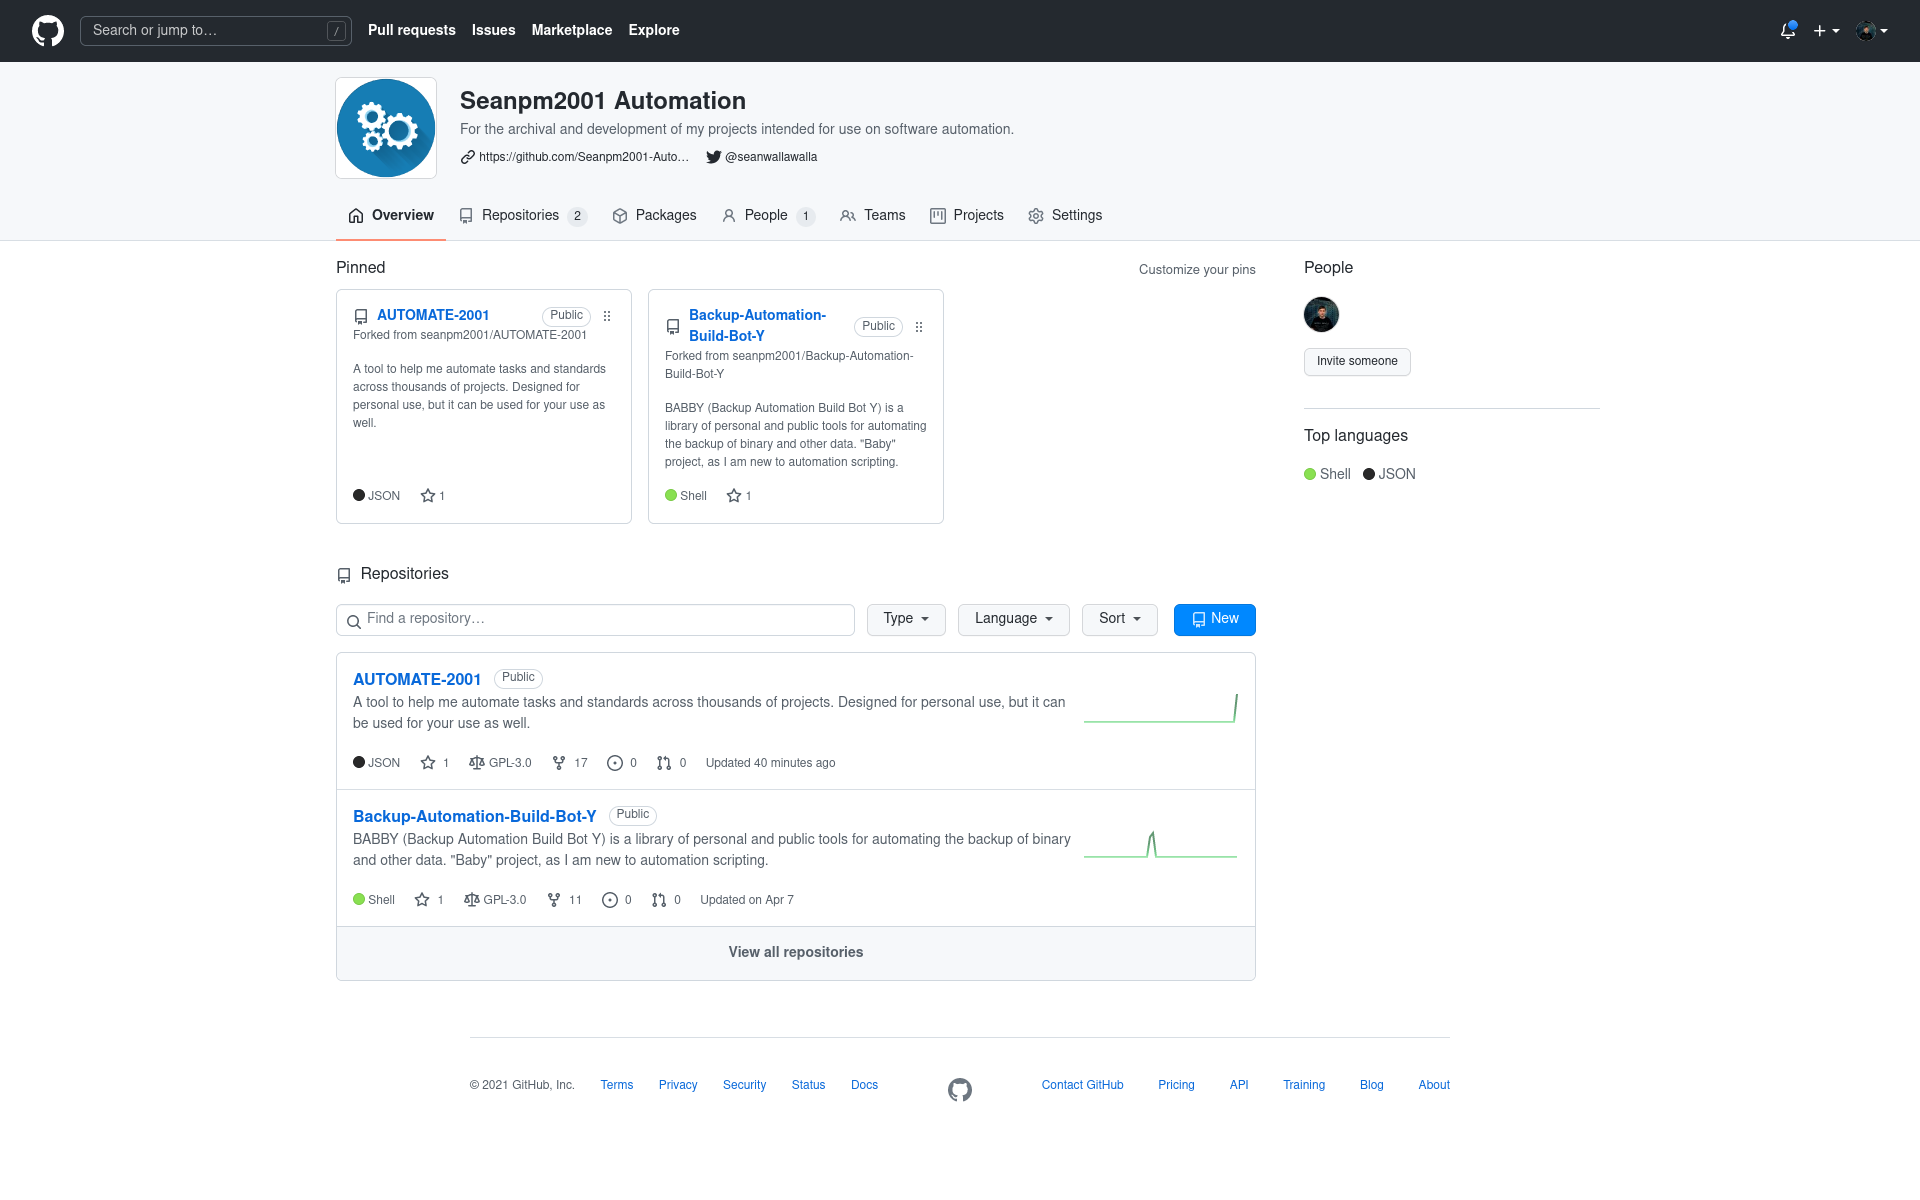 Search or jump to…
/
Pull requests
Issues
Marketplace
Explore
Seanpm2001 Automation
For the archival and development of my projects intended for use on software automation.
https://github.com/Seanpm2001-Auto…
@seanwallawalla
Overview
Repositories 2
Packages
People 1
Teams
Projects
Settings
Pinned
Customize your pins
AUTOMATE-2001
Public
Forked from seanpm2001/AUTOMATE-2001
A tool to help me automate tasks and standards
across thousands of projects. Designed for
personal use, but it can be used for your use as
well.
JSON
1
Backup-Automation-
Build-Bot-Y
Public
Forked from seanpm2001/Backup-Automation-
Build-Bot-Y
BABBY (Backup Automation Build Bot Y) is a
library of personal and public tools for automating
the backup of binary and other data. "Baby"
project, as I am new to automation scripting.
Shell
1
People
Invite someone
Top languages
Shell
JSON
Repositories
Find a repository…
Type
Language
Sort
New
AUTOMATE-2001
Public
A tool to help me automate tasks and standards across thousands of projects. Designed for personal use, but it can
be used for your use as well.
JSON
1
GPL-3.0
17
0
0
Updated 40 minutes ago
Backup-Automation-Build-Bot-Y
Public
BABBY (Backup Automation Build Bot Y) is a library of personal and public tools for automating the backup of binary
and other data. "Baby" project, as I am new to automation scripting.
Shell
1
GPL-3.0
11
0
0
Updated on Apr 7
View all repositories
© 2021 GitHub, Inc.
Terms
Privacy
Security
Status
Docs
Contact GitHub
Pricing
API
Training
Blog
About